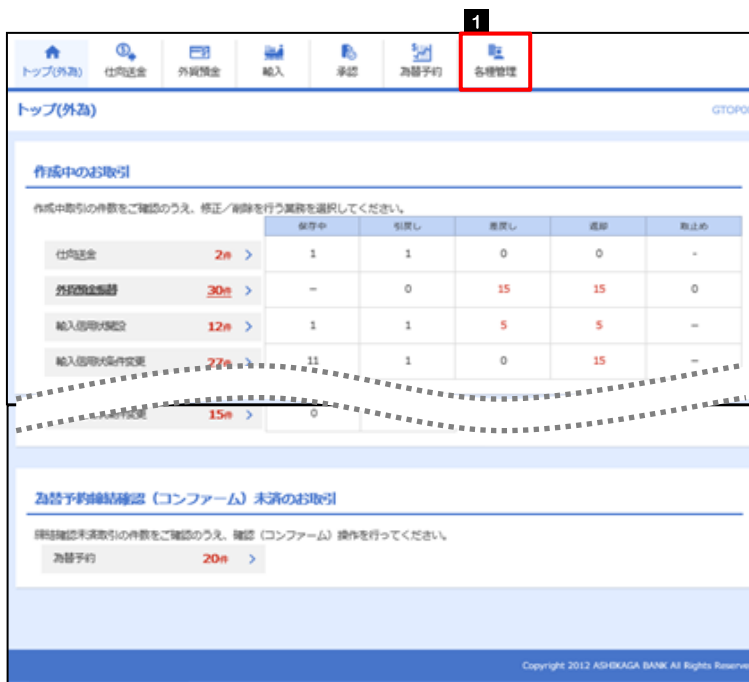 1
トップ(外為) 仕向送金 外貨預金 輸入 承認 為替予約 各種管理
トップ(外為) GTOP0
作成中のお取引
作成中取引の件数をご確認のうえ、修正／削除を行う業務を選択してください。
保存中 引戻し 差戻し 返却 取止め
仕向送金 2件 > 1 1 0 0 -
外貨預金振替 30件 > － 0 15 15 0
輸入信用状開設 12件 > 1 1 5 5 －
輸入信用状条件変更 27件 > 11 1 0 15 －
15件 > 0
為替予約締結確認（コンファーム）未済のお取引
締結確認未済取引の件数をご確認のうえ、確認（コンファーム）操作を行ってください。
為替予約 20件 >
Copyright 2012 ASHIKAGA BANK All Rights Reserve